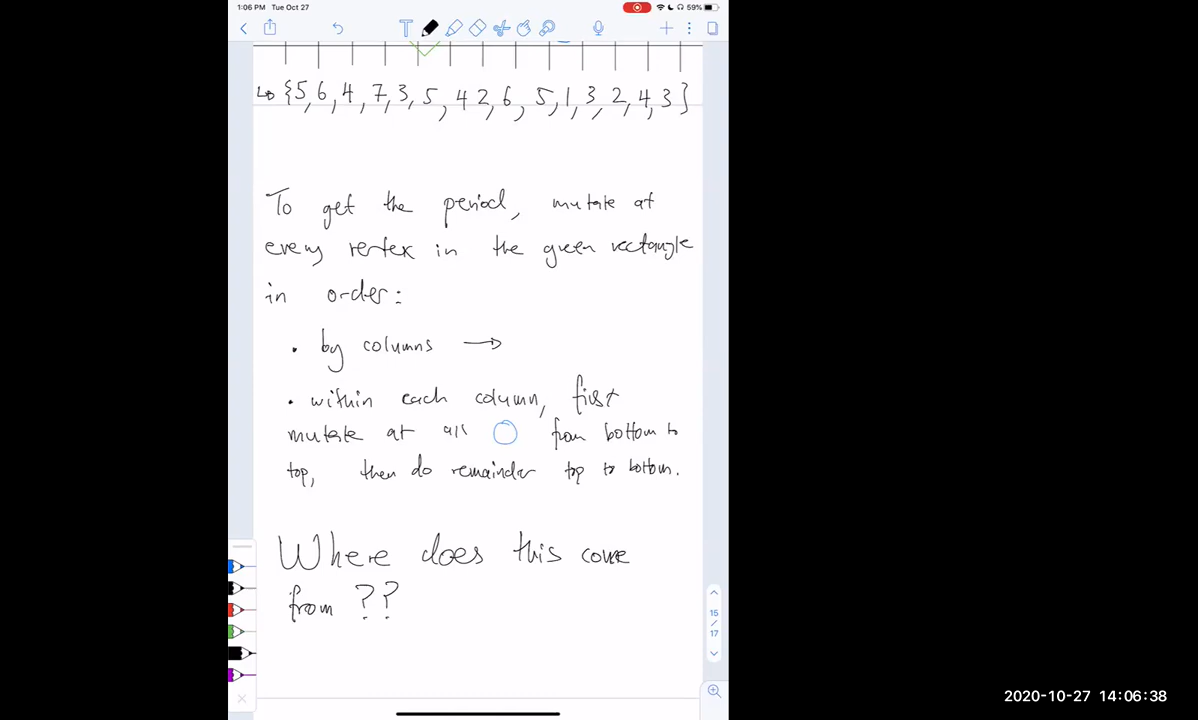 1:06 PM Tue Oct 27
59%
{5, 6, 4, 7, 3, 5, 4 2, 6, 5, 1, 3, 2, 4, 3}
To get the period, mutate at
every vertex in the green rectangle
in order:
• by columns →
• within each column, first
mutate at all ○ from bottom to
top, then do remainder top to bottom.
Where does this come
from ??
15
/
17
2020-10-27 14:06:38